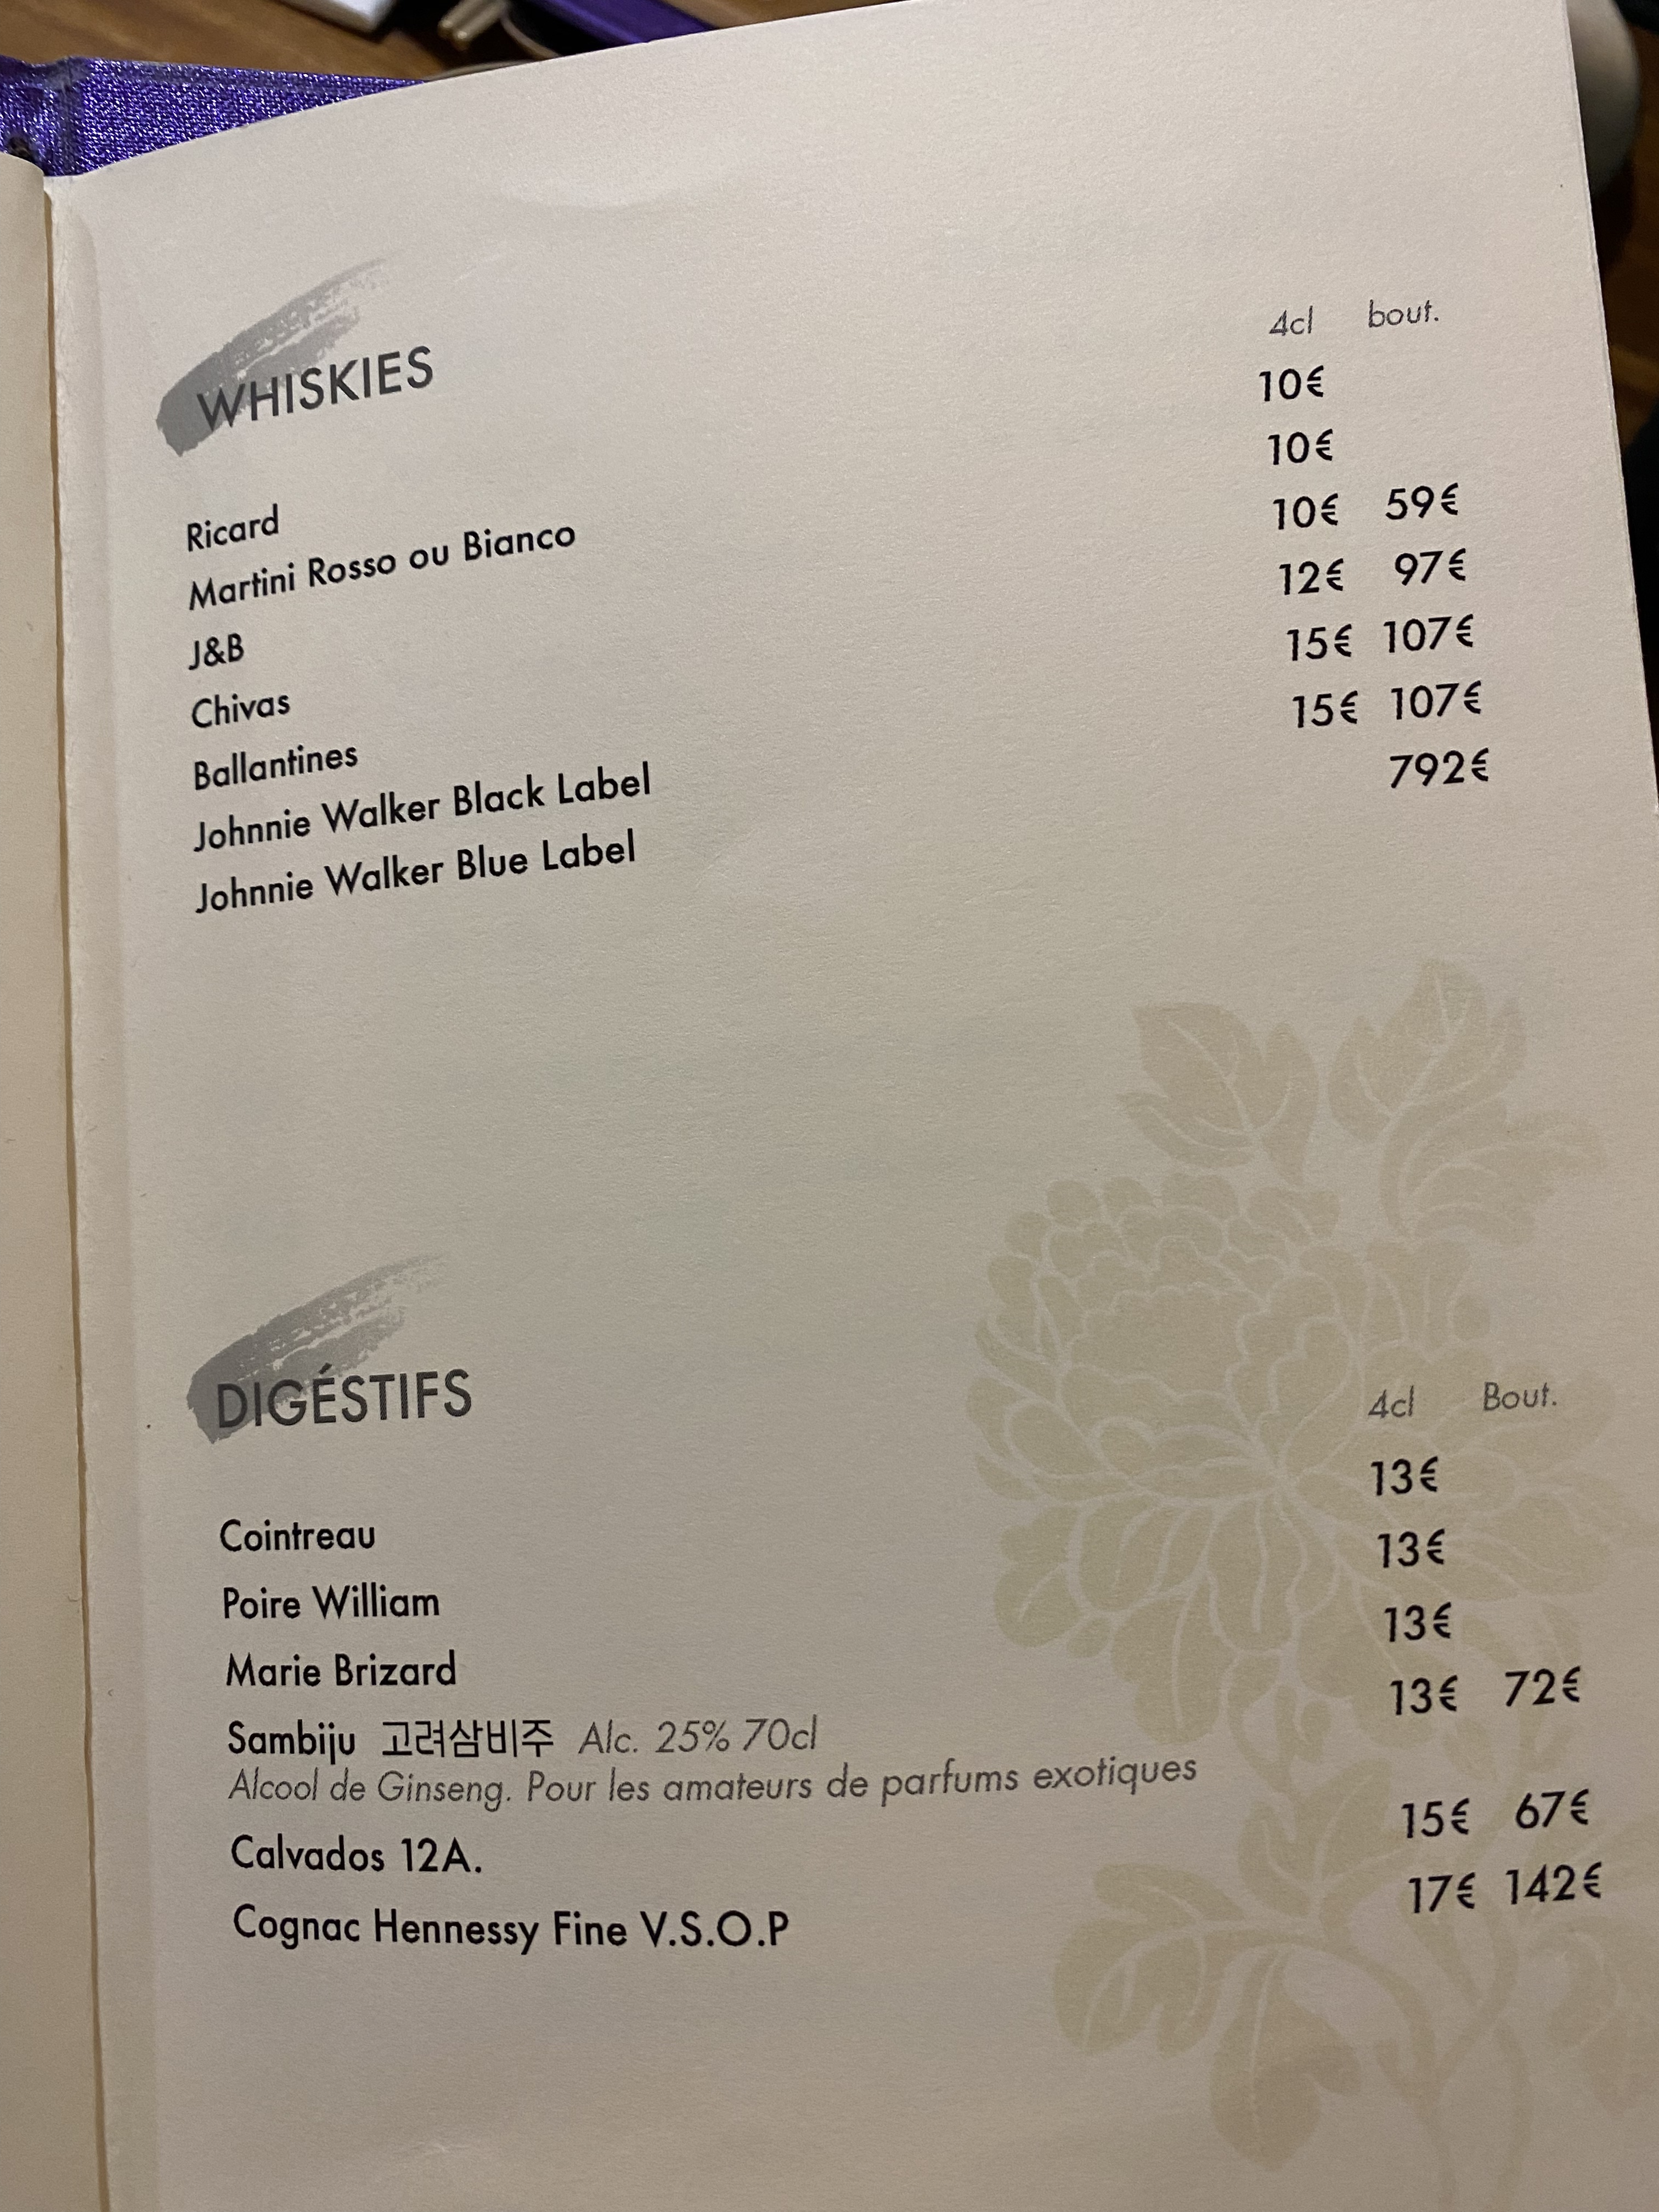 WHISKIES
4cl bout.
Ricard 10€
Martini Rosso ou Bianco 10€
J&B 10€ 59€
Chivas 12€ 97€
Ballantines 15€ 107€
Johnnie Walker Black Label 15€ 107€
Johnnie Walker Blue Label 792€
DIGÉSTIFS
4cl Bout.
Cointreau 13€
Poire William 13€
Marie Brizard 13€
Sambiju 고려삼비주 Alc. 25% 70cl 13€ 72€
Alcool de Ginseng. Pour les amateurs de parfums exotiques
Calvados 12A. 15€ 67€
Cognac Hennessy Fine V.S.O.P 17€ 142€